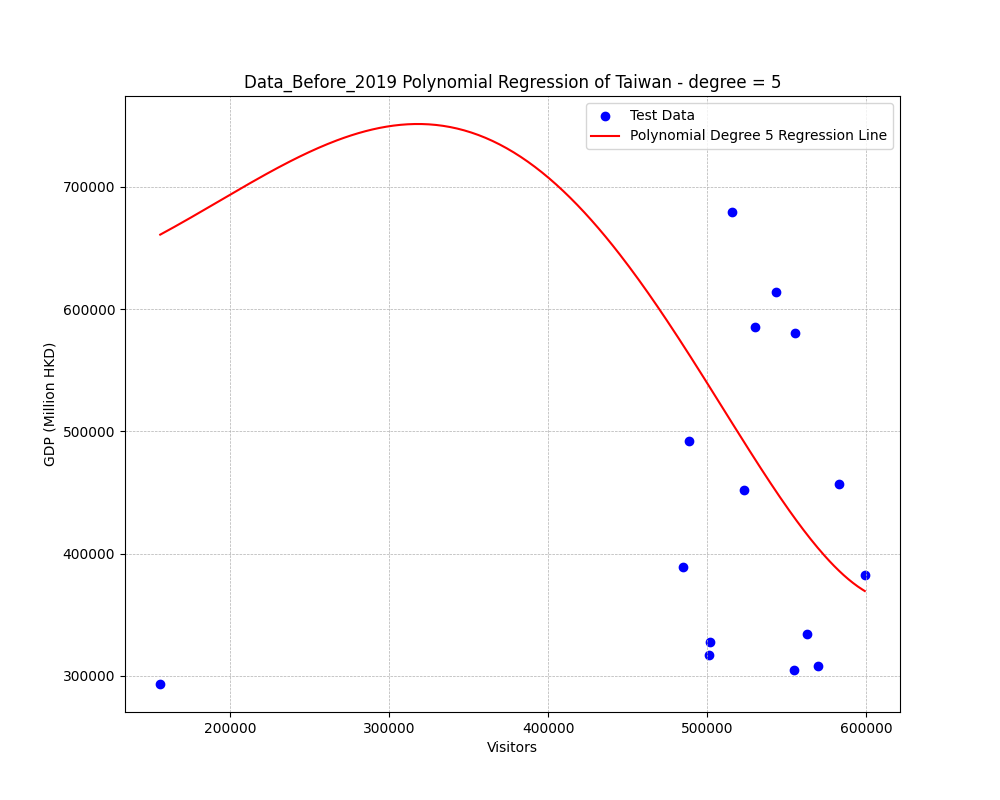 Data_Before_2019 Polynomial Regression of Taiwan - degree = 5
Test Data
Polynomial Degree 5 Regression Line
GDP (Million HKD)
700000
600000
500000
400000
300000
200000 300000 400000 500000 600000
Visitors